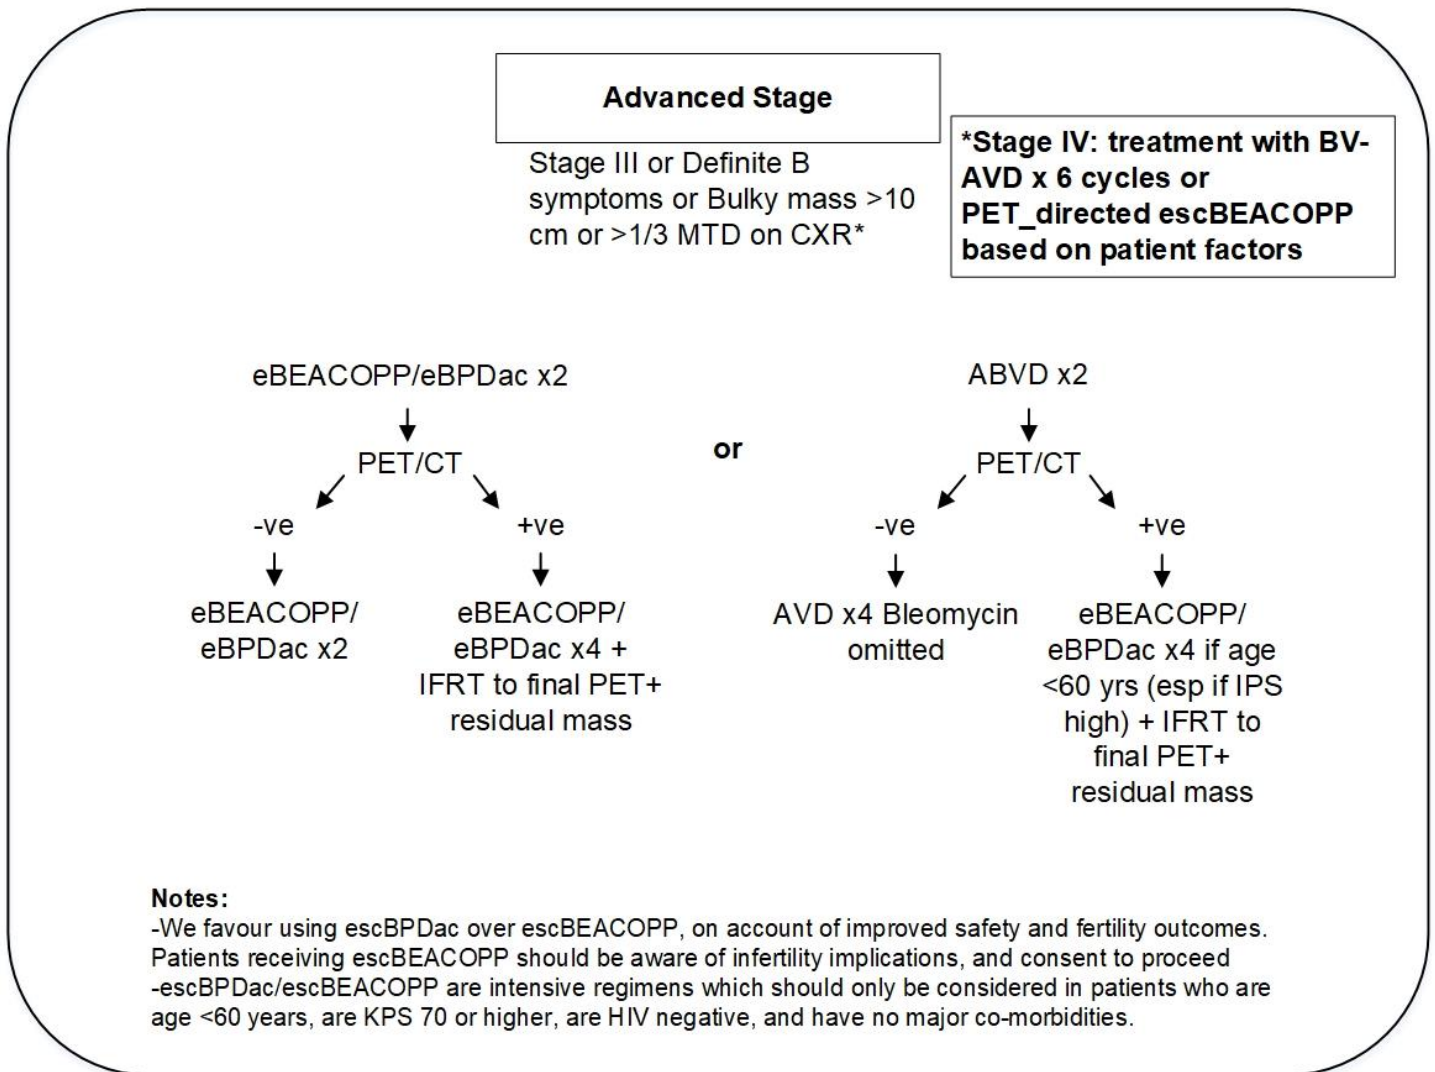 Advanced Stage
Stage III or Definite B
symptoms or Bulky mass >10
cm or >1/3 MTD on CXR*
*Stage IV: treatment with BV-
AVD x 6 cycles or
PET_directed escBEACOPP
based on patient factors
eBEACOPP/eBPDac x2
PET/CT
-ve
+ve
eBEACOPP/
eBPDac x2
eBEACOPP/
eBPDac x4 +
IFRT to final PET+
residual mass
or
ABVD x2
PET/CT
-ve
+ve
AVD x4 Bleomycin
omitted
eBEACOPP/
eBPDac x4 if age
<60 yrs (esp if IPS
high) + IFRT to
final PET+
residual mass
Notes:
-We favour using escBPDac over escBEACOPP, on account of improved safety and fertility outcomes.
Patients receiving escBEACOPP should be aware of infertility implications, and consent to proceed
-escBPDac/escBEACOPP are intensive regimens which should only be considered in patients who are
age <60 years, are KPS 70 or higher, are HIV negative, and have no major co-morbidities.